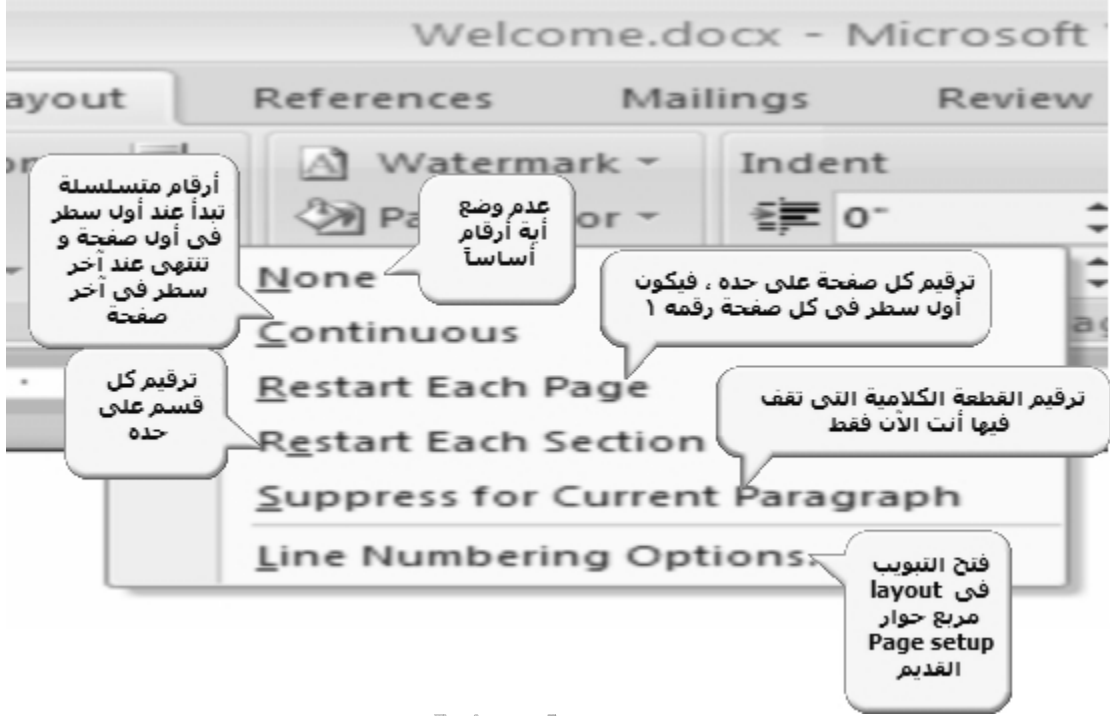 Welcome.docx - Microsoft
ayout References Mailings Review
Watermark Indent
أرقام متسلسلة
تبدأ عند أول سطر
فى أول صفحة و
تنتهى عند آخر
سطر فى آخر
صفحة
عدم وضع
أية أرقام
أساساً
0"
None
ترقيم كل صفحة على حده ، فيكون
أول سطر فى كل صفحة رقمه ١
Continuous
Restart Each Page
ترقيم كل
قسم على
حده
ترقيم القطعة الكلامية التى تقف
فيها أنت الآن فقط
Restart Each Section
Suppress for Current Paragraph
Line Numbering Options
فتح التبويب
layout فى
مربع حوار
Page setup
القديم